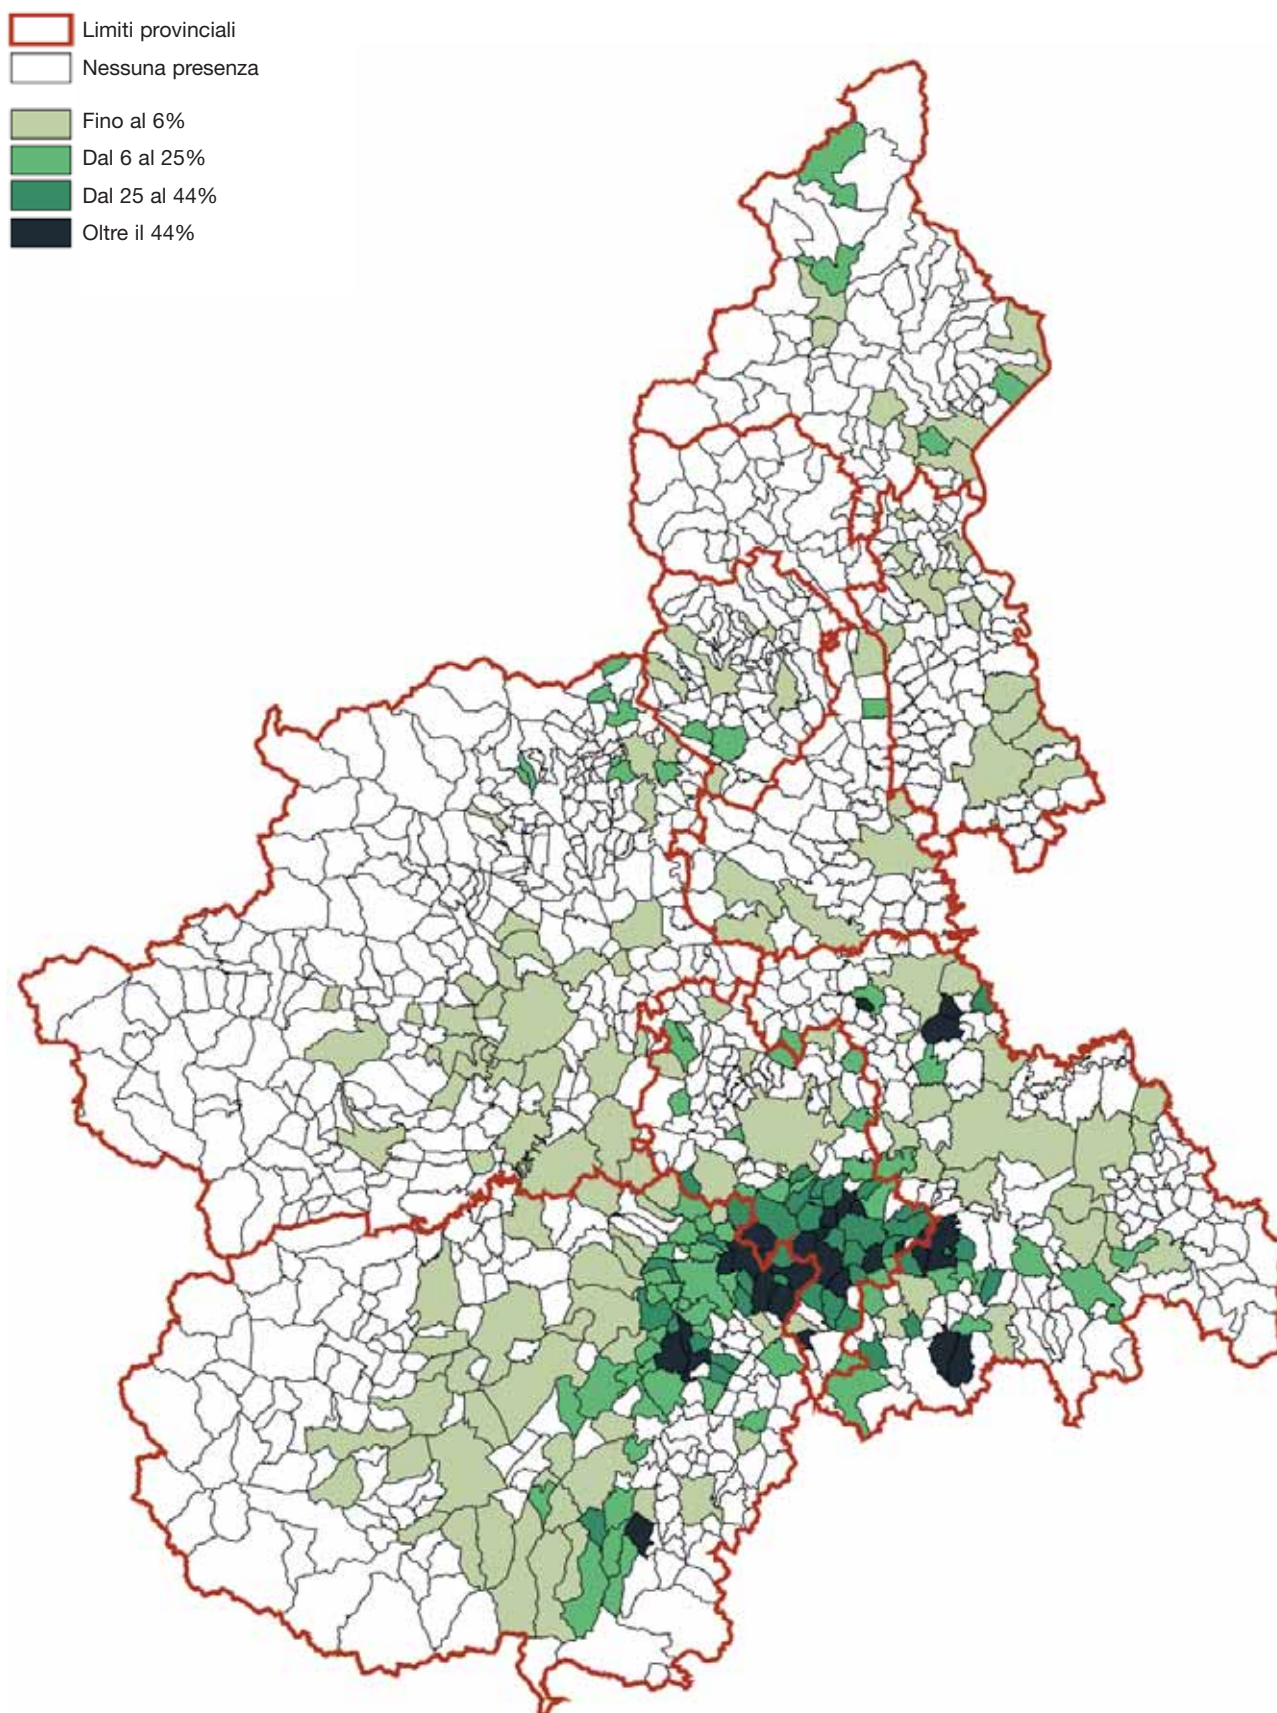 Limiti provinciali
Nessuna presenza
Fino al 6%
Dal 6 al 25%
Dal 25 al 44%
Oltre il 44%